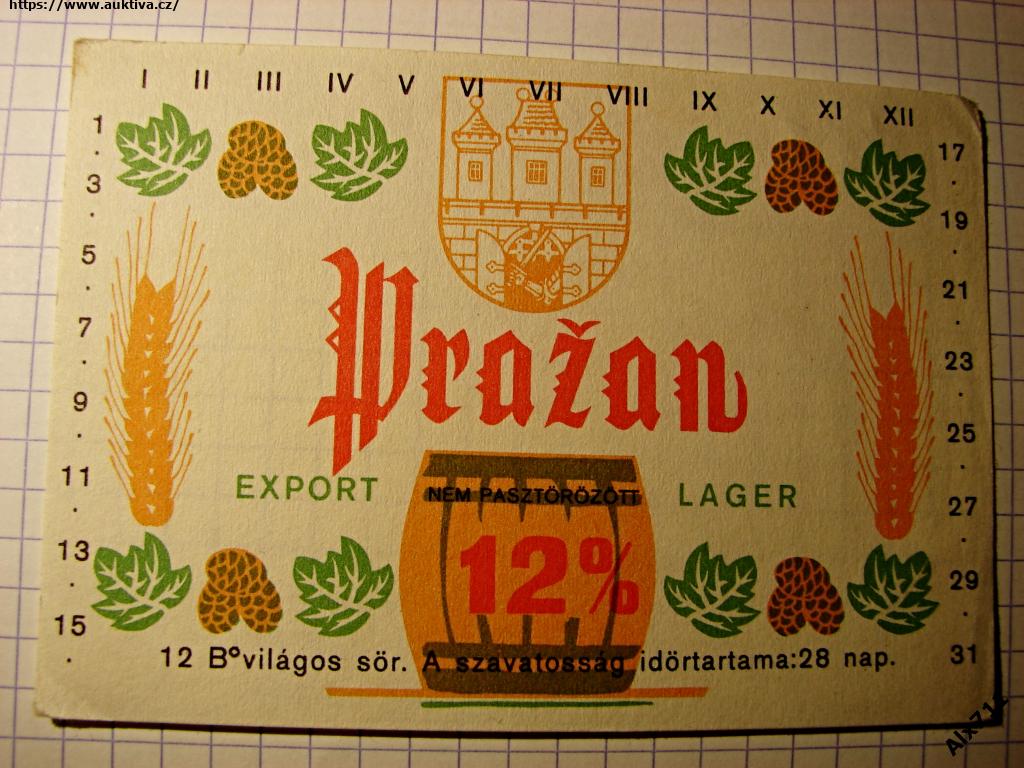 https://www.auktiva.cz/
I II III IV V VI VII VIII IX X XI XII
1 17
· ·
3 19
· ·
5 21
· ·
7 23
· ·
9 25
· ·
11 27
· ·
13 29
· ·
15 31
·
Pražan
EXPORT NEM PASZTÖRÖZÖTT LAGER
12%
12 B°világos sör. A szavatosság idörtartama:28 nap.
Alx711